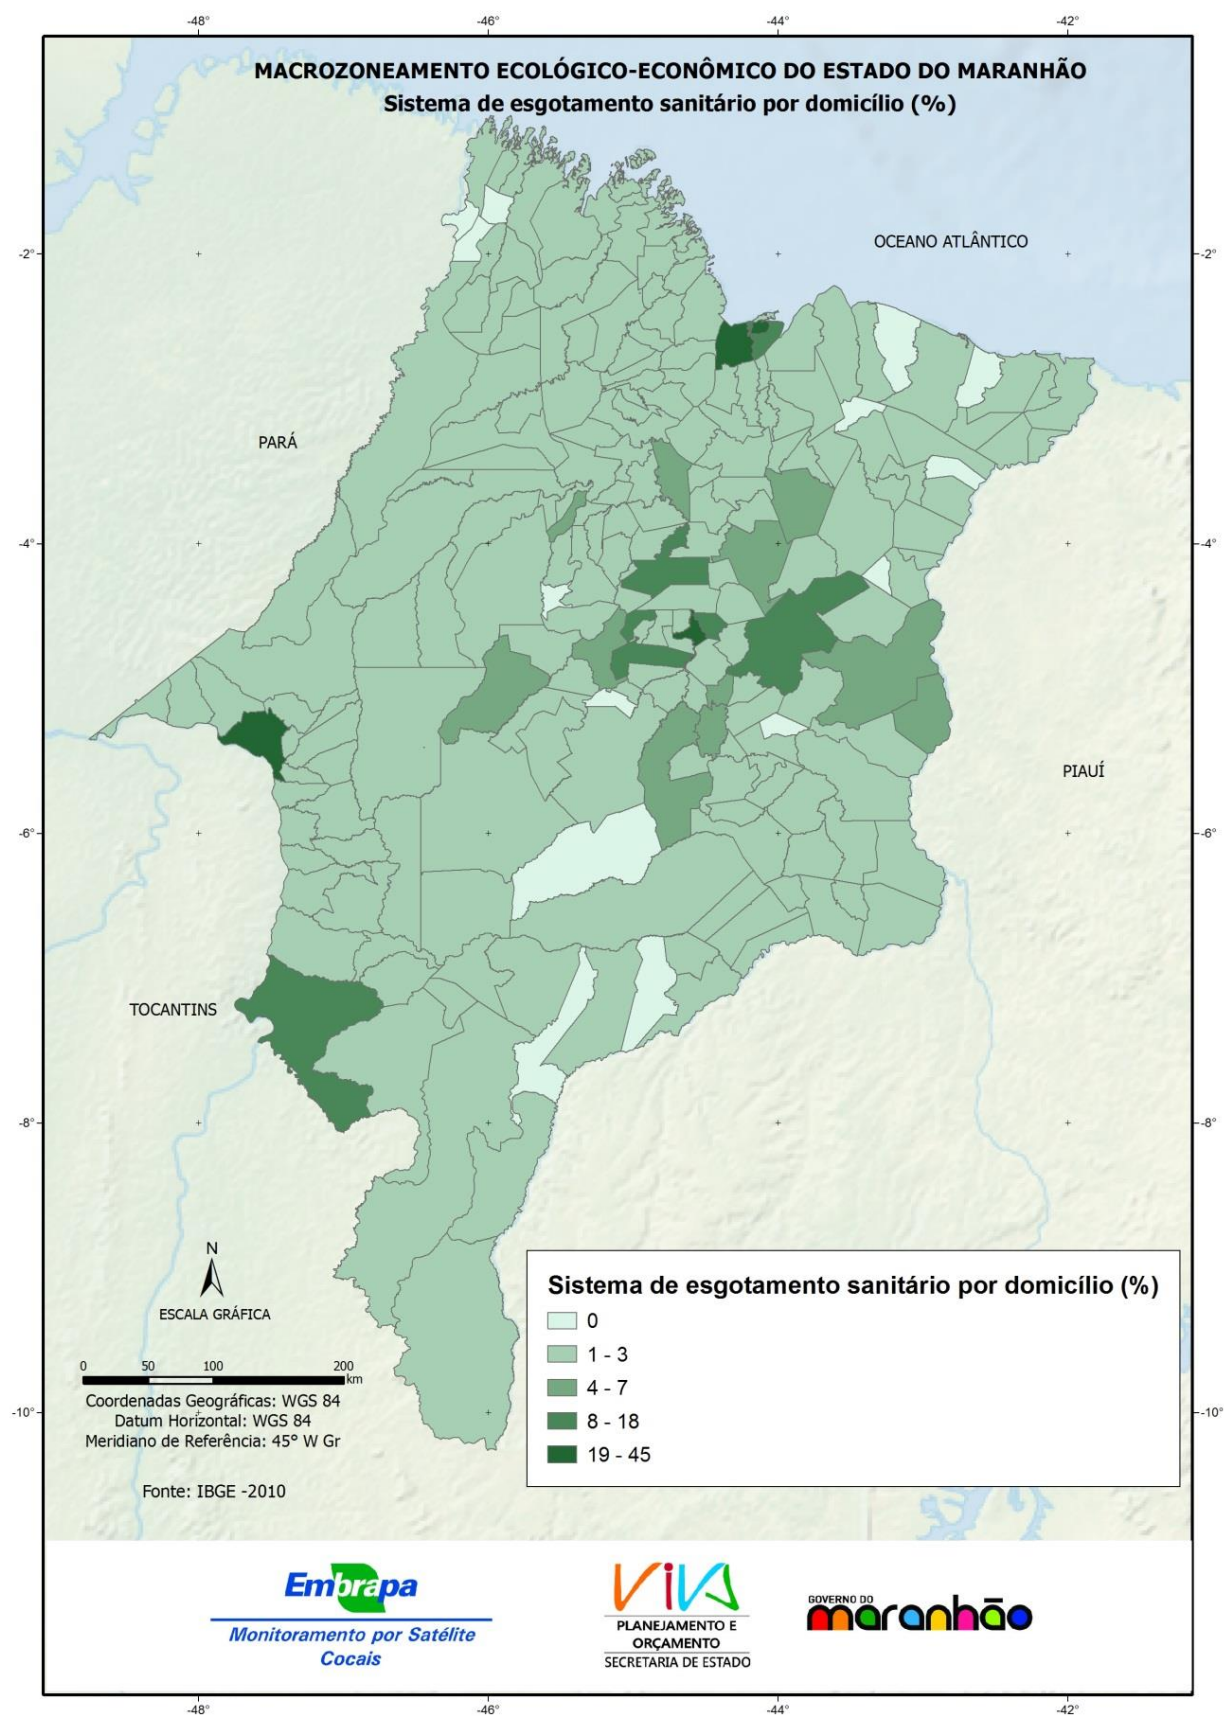 -48°
-46°
-44°
-42°
MACROZONEAMENTO ECOLÓGICO-ECONÔMICO DO ESTADO DO MARANHÃO
Sistema de esgotamento sanitário por domicílio (%)
OCEANO ATLÂNTICO
-2°
-2°
PARÁ
-4°
-4°
PIAUÍ
-6°
-6°
TOCANTINS
-8°
-8°
N
ESCALA GRÁFICA
0 50 100 200
km
Coordenadas Geográficas: WGS 84
Datum Horizontal: WGS 84
Meridiano de Referência: 45° W Gr
Fonte: IBGE -2010
-10°
-10°
Sistema de esgotamento sanitário por domicílio (%)
0
1 - 3
4 - 7
8 - 18
19 - 45
Embrapa
Monitoramento por Satélite
Cocais
VIVA
PLANEJAMENTO E
ORÇAMENTO
SECRETARIA DE ESTADO
GOVERNO DO
maranhão
-48°
-46°
-44°
-42°